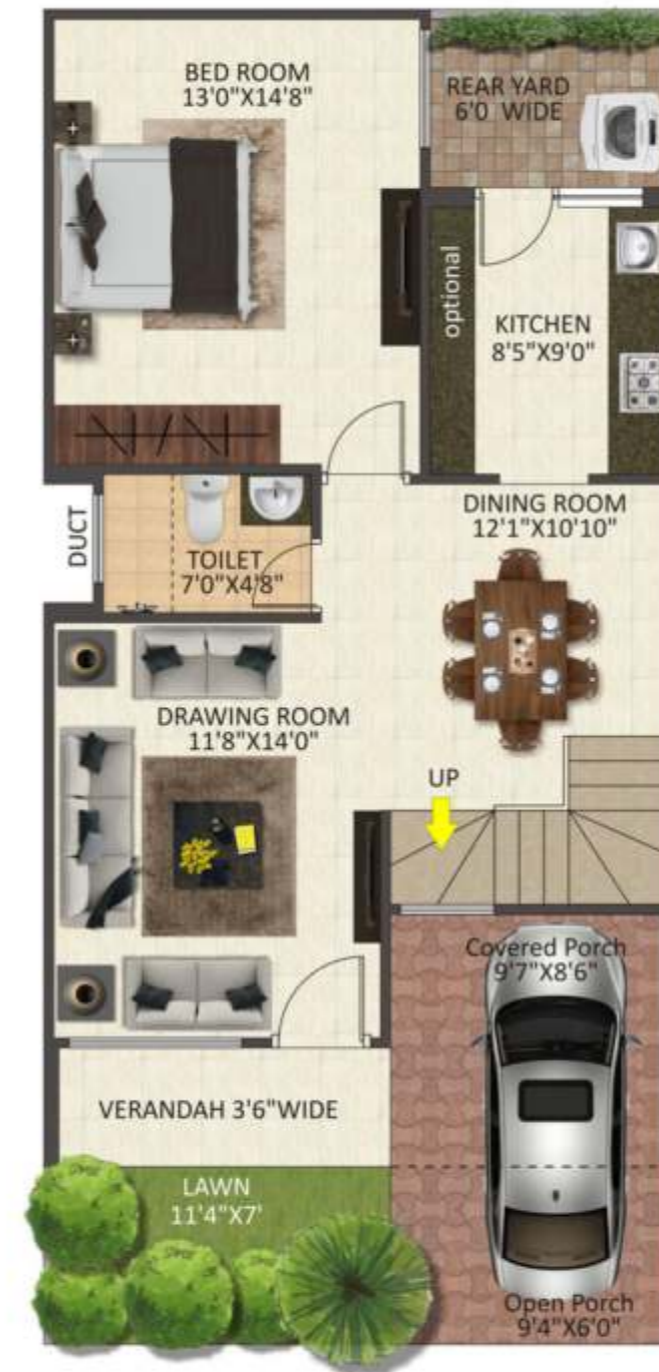 BED ROOM
13'0"X14'8"
REAR YARD
6'0 WIDE
optional
KITCHEN
8'5"X9'0"
DUCT
TOILET
7'0"X4'8"
DINING ROOM
12'1"X10'10"
DRAWING ROOM
11'8"X14'0"
UP
Covered Porch
9'7"X8'6"
VERANDAH 3'6"WIDE
LAWN
11'4"X7'
Open Porch
9'4"X6'0"